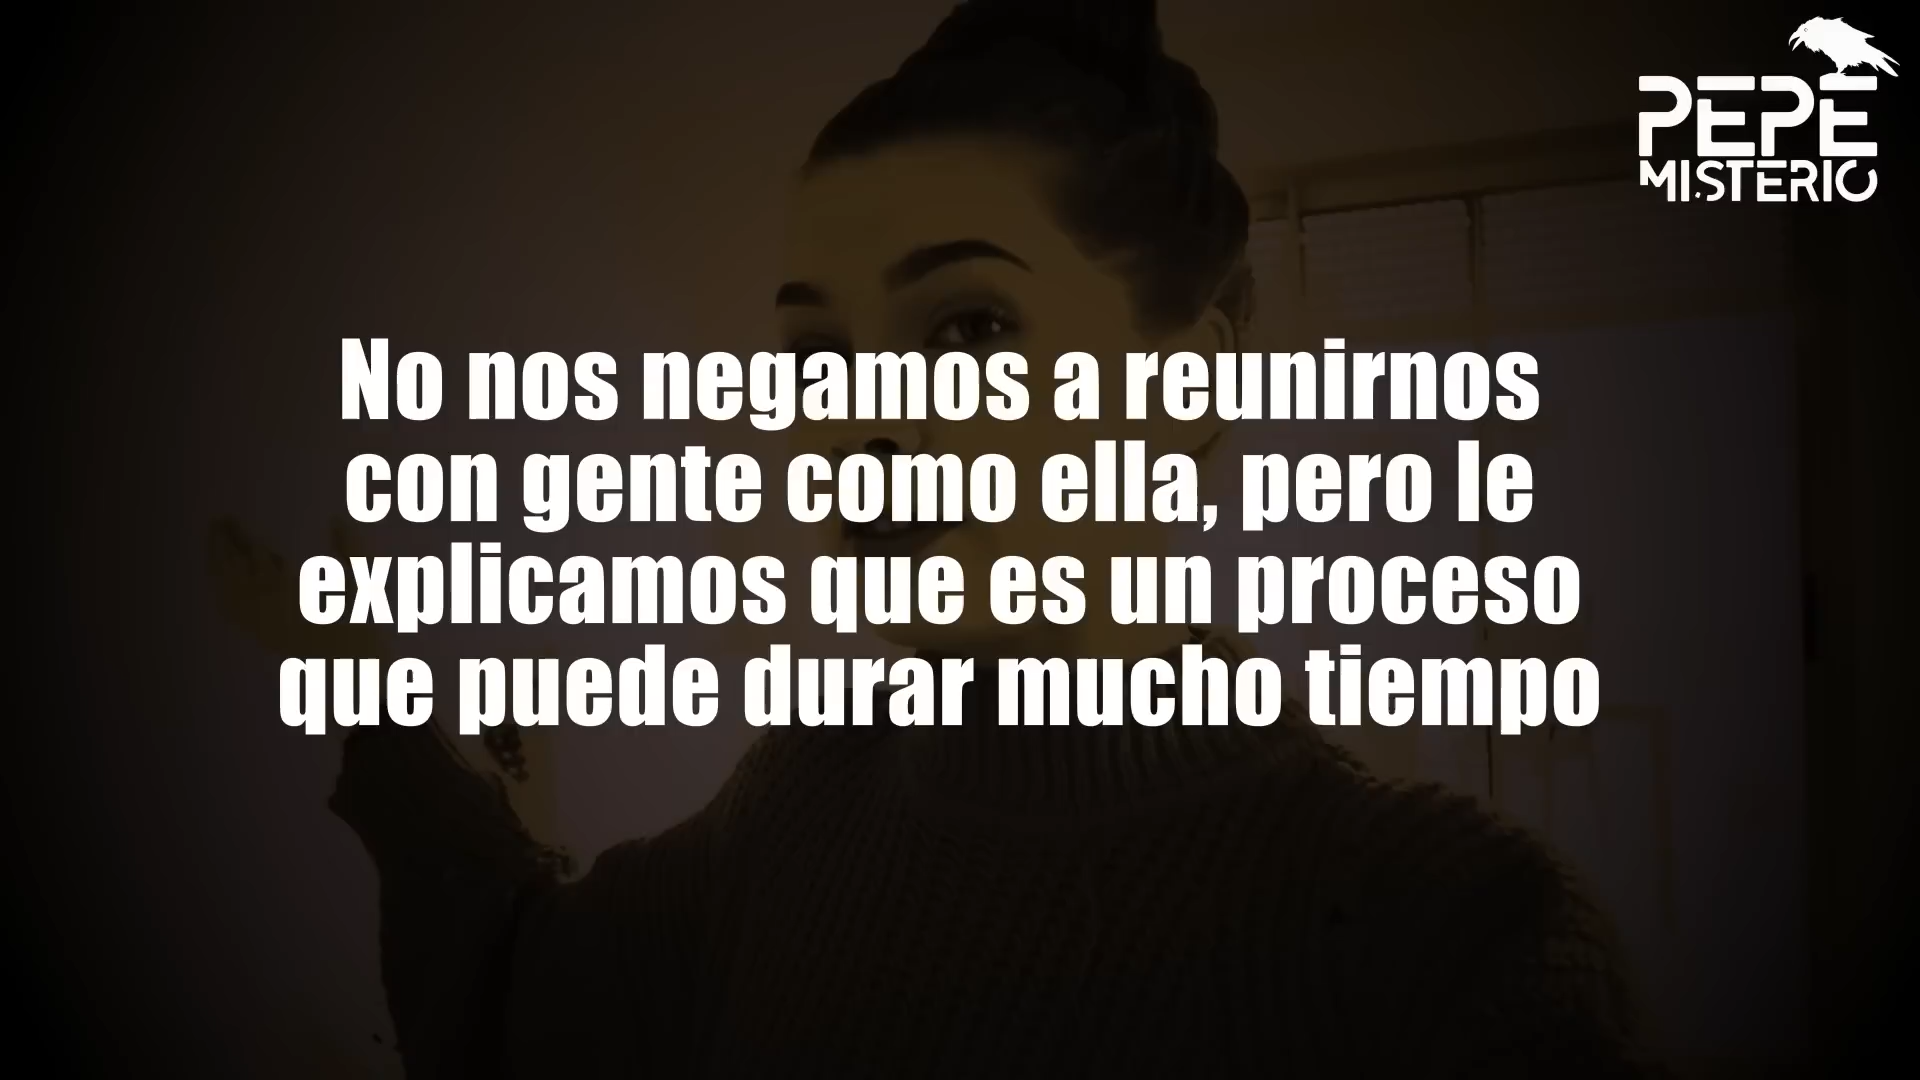 PEPE
MISTERIO
No nos negamos a reunirnos
con gente como ella, pero le
explicamos que es un proceso
que puede durar mucho tiempo